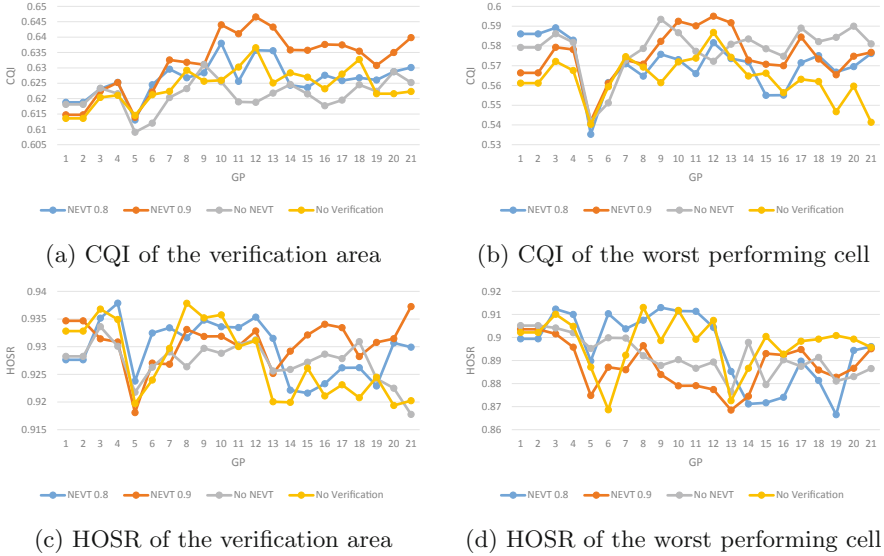 0.65
0.645
0.64
0.635
0.63
0.625
0.62
0.615
0.61
0.605
CQI
1 2 3 4 5 6 7 8 9 10 11 12 13 14 15 16 17 18 19 20 21
GP
NEVT 0.8 NEVT 0.9 No NEVT No Verification
(a) CQI of the verification area
0.6
0.59
0.58
0.57
0.56
0.55
0.54
0.53
CQI
1 2 3 4 5 6 7 8 9 10 11 12 13 14 15 16 17 18 19 20 21
GP
NEVT 0.8 NEVT 0.9 No NEVT No Verification
(b) CQI of the worst performing cell
0.94
0.935
0.93
0.925
0.92
0.915
HOSR
1 2 3 4 5 6 7 8 9 10 11 12 13 14 15 16 17 18 19 20 21
GP
NEVT 0.8 NEVT 0.9 No NEVT No Verification
(c) HOSR of the verification area
0.92
0.91
0.9
0.89
0.88
0.87
0.86
HOSR
1 2 3 4 5 6 7 8 9 10 11 12 13 14 15 16 17 18 19 20 21
GP
NEVT 0.8 NEVT 0.9 No NEVT No Verification
(d) HOSR of the worst performing cell